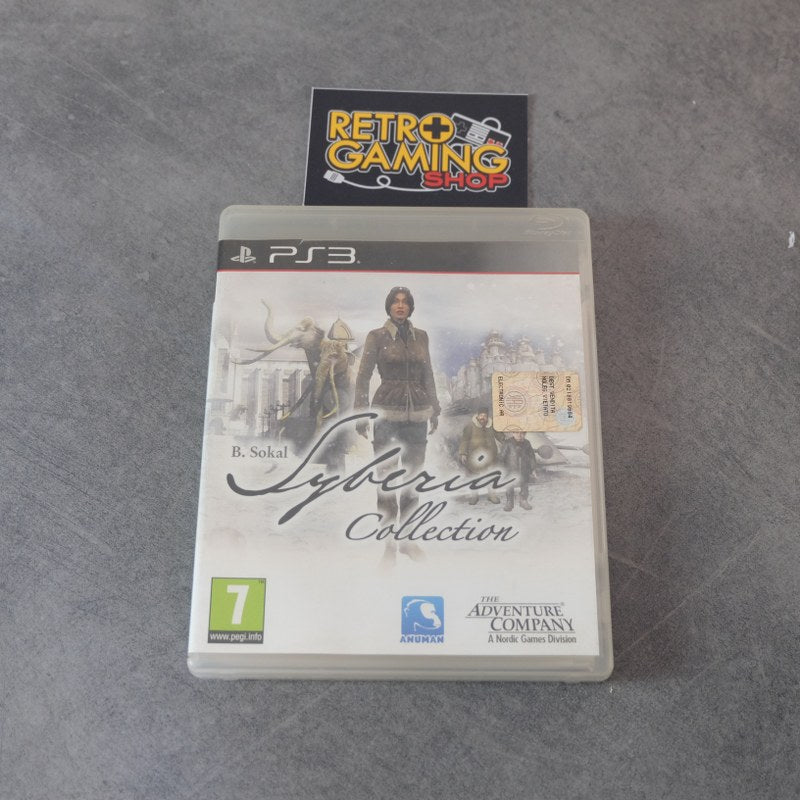 RETRO
GAMING
SHOP
PS3
B. Sokal
Syberia
Collection
7
www.pegi.info
ANUMAN
THE
ADVENTURE
COMPANY
A Nordic Games Division